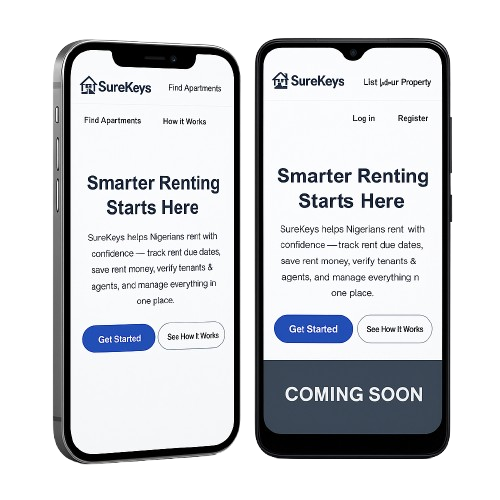 SureKeys
Find Apartments
Find Apartments
How it Works
Smarter Renting
Starts Here
SureKeys helps Nigerians rent with
confidence — track rent due dates,
save rent money, verify tenants &
agents, and manage everything in
one place.
Get Started
See How It Works
SureKeys
List Property
Log in
Register
Smarter Renting
Starts Here
SureKeys helps Nigerians rent with
confidence — track rent due dates,
save rent money, verify tenants &
agents, and manage everything n
one place.
Get Started
See How It Works
COMING SOON